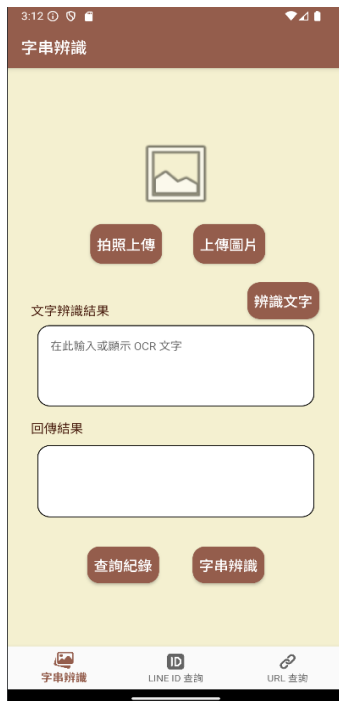 3:12
字串辨識
拍照上傳 上傳圖片
辨識文字
文字辨識結果
在此輸入或顯示 OCR 文字
回傳結果
查詢紀錄 字串辨識
ID
字串辨識 LINE ID 查詢 URL 查詢